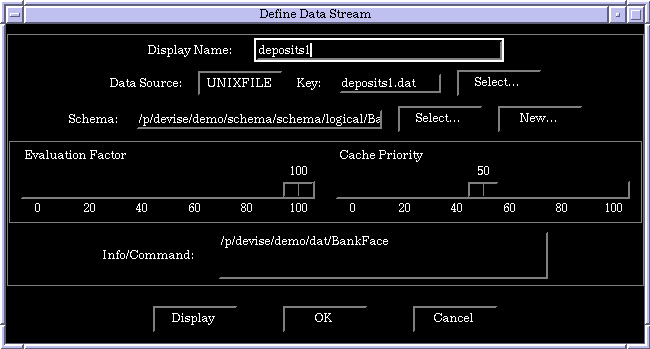 Define Data Stream
Display Name: deposits1
Data Source: UNIXFILE Key: deposits1.dat Select...
Schema: /p/devise/demo/schema/schema/logical/Ba Select... New...
Evaluation Factor Cache Priority
100 50
0 20 40 60 80 100 0 20 40 60 80 100
/p/devise/demo/dat/BankFace
Info/Command:
Display OK Cancel